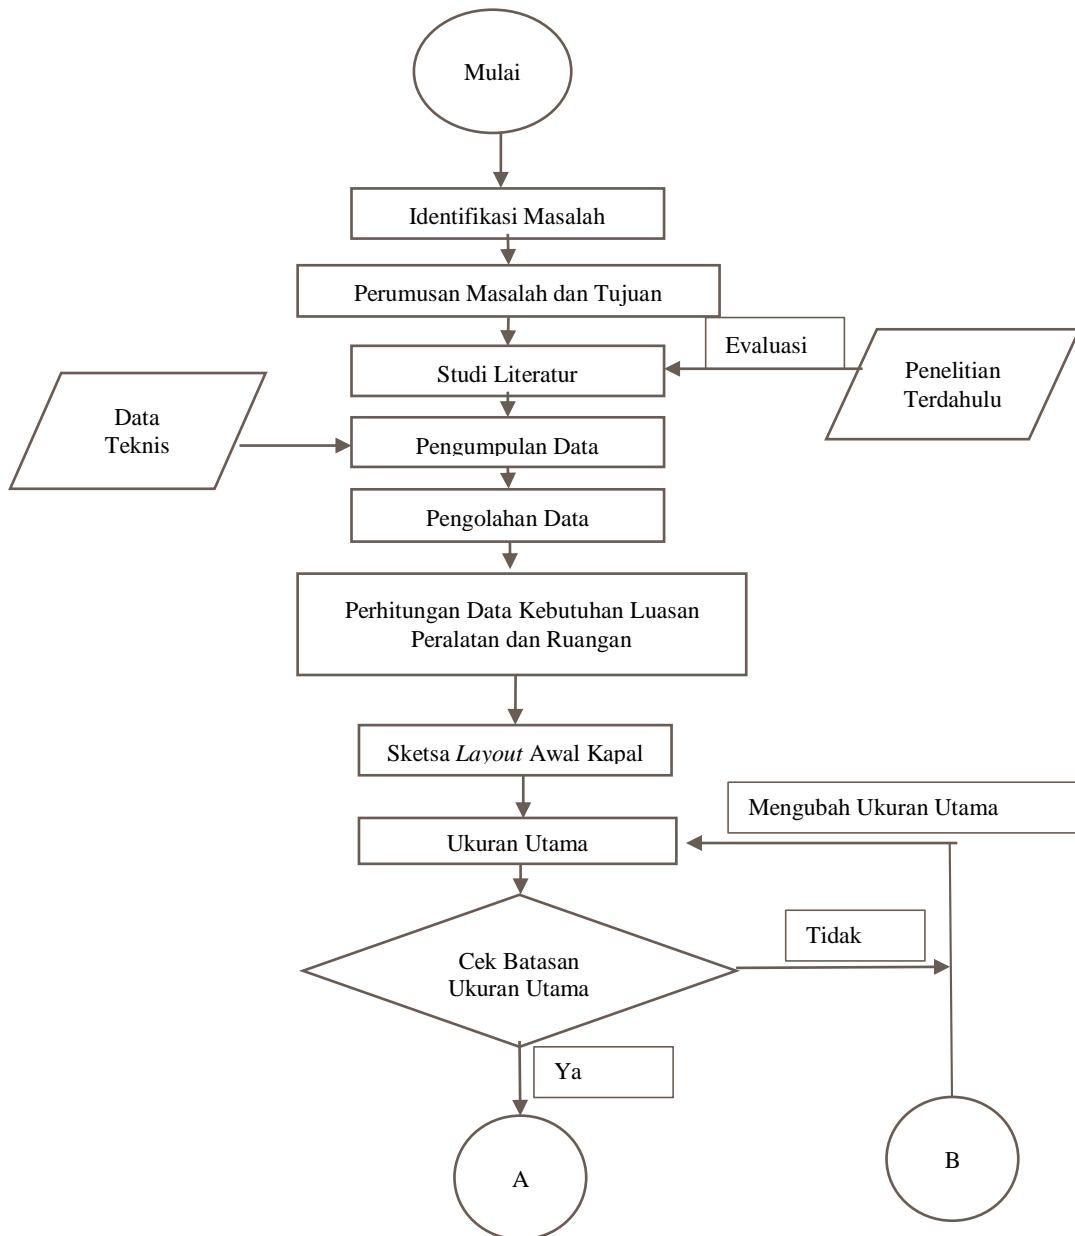 Mulai
Identifikasi Masalah
Perumusan Masalah dan Tujuan
Evaluasi
Studi Literatur
Penelitian
Terdahulu
Data
Teknis
Pengumpulan Data
Pengolahan Data
Perhitungan Data Kebutuhan Luasan
Peralatan dan Ruangan
Sketsa Layout Awal Kapal
Mengubah Ukuran Utama
Ukuran Utama
Tidak
Cek Batasan
Ukuran Utama
Ya
A
B